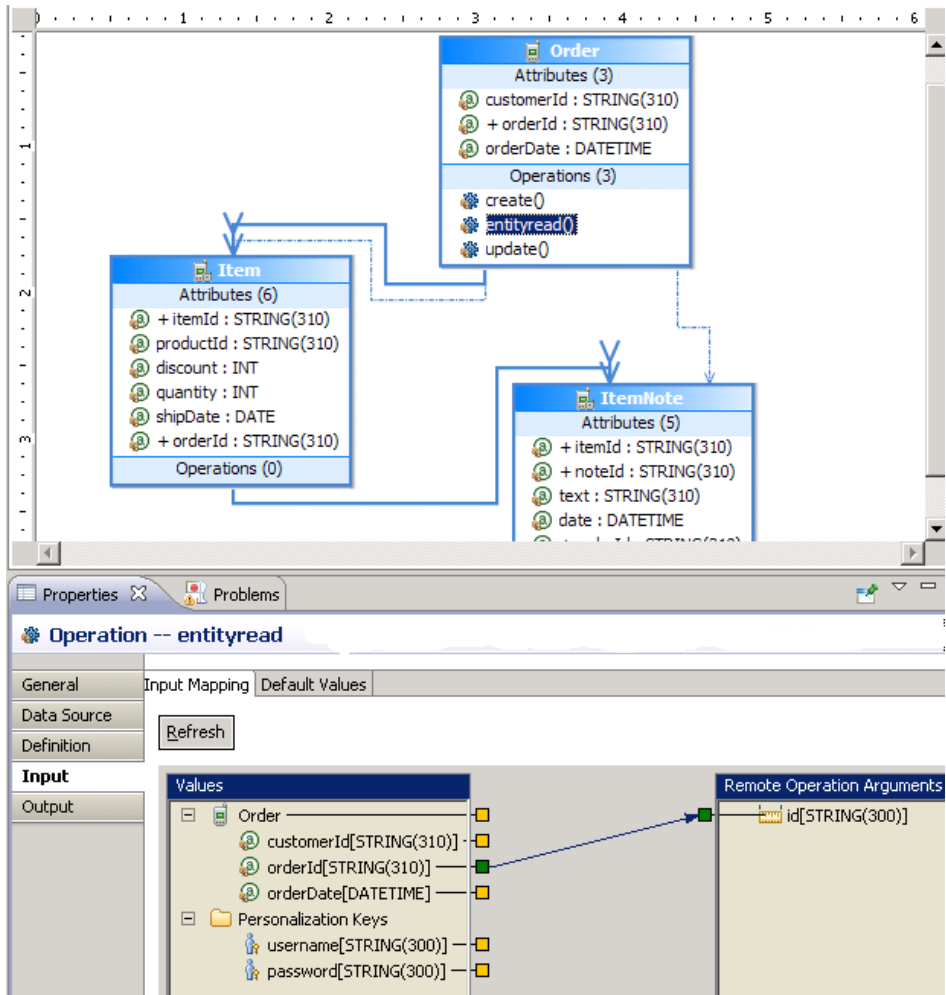 1 2 3 4 5 6
1
2
3
Order
Attributes (3)
customerId : STRING(310)
+ orderId : STRING(310)
orderDate : DATETIME
Operations (3)
create()
entityread()
update()
Item
Attributes (6)
+ itemId : STRING(310)
productId : STRING(310)
discount : INT
quantity : INT
shipDate : DATE
+ orderId : STRING(310)
Operations (0)
ItemNote
Attributes (5)
+ itemId : STRING(310)
+ noteId : STRING(310)
text : STRING(310)
date : DATETIME
Properties Problems
Operation -- entityread
General
Data Source
Definition
Input
Output
Input Mapping Default Values
Refresh
Values
Order
customerId[STRING(310)]
orderId[STRING(310)]
orderDate[DATETIME]
Personalization Keys
username[STRING(300)]
password[STRING(300)]
Remote Operation Arguments
id[STRING(300)]